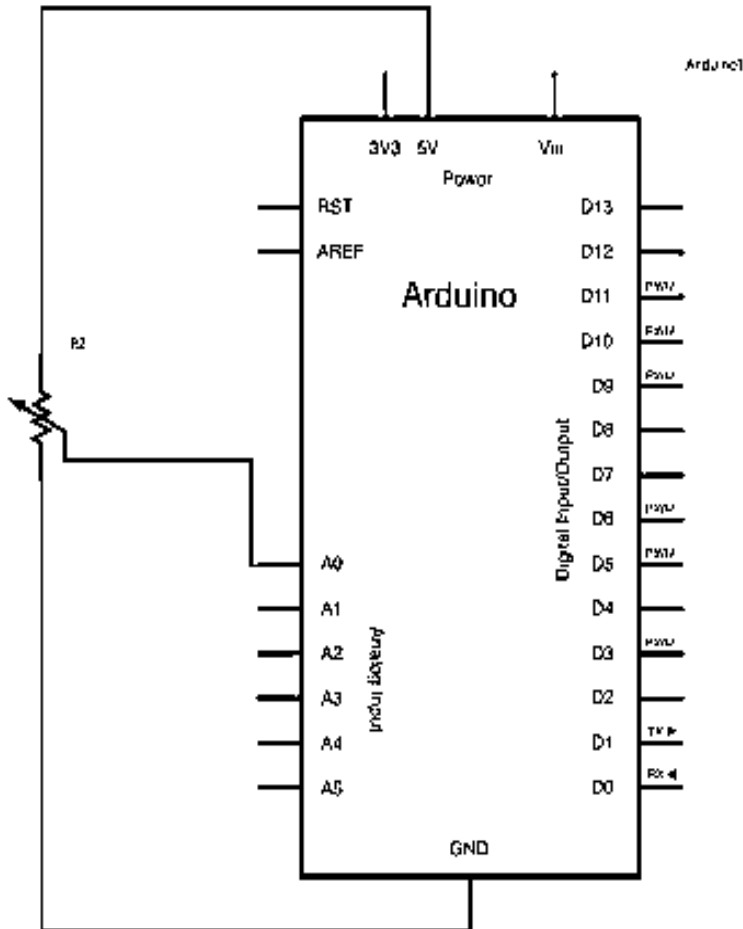 Arduino1
3V3 5V Vin
Power
RST D13
AREF D12
Arduino
D11 PWM
D10 PWM
R2
D9 PWM
D8
D7
Digital Input/Output
D6 PWM
A0 D5 PWM
A1 D4
A2 D3 PWM
Analog Input
A3 D2
A4 D1 TX
A5 D0 RX
GND